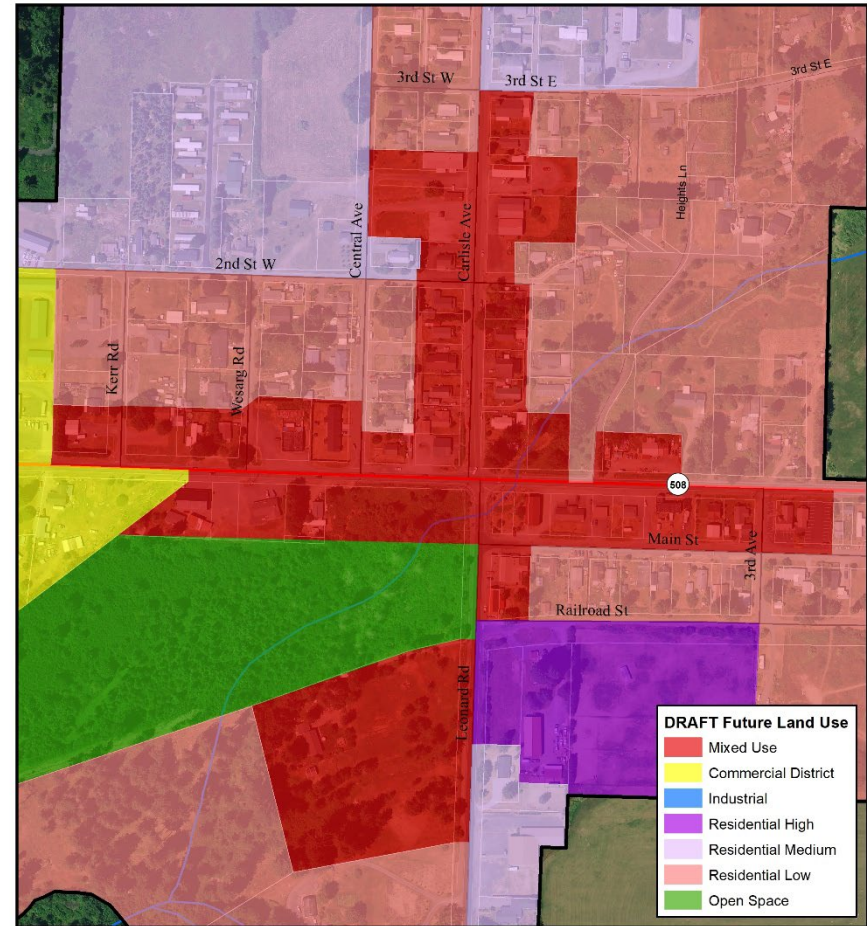 3rd St W
3rd St E
3rd St E
Heights Ln
Central Ave
Carlisle Ave
2nd St W
Kerr Rd
Wesarg Rd
508
Main St
3rd Ave
Railroad St
Leonard Rd
DRAFT Future Land Use
Mixed Use
Commercial District
Industrial
Residential High
Residential Medium
Residential Low
Open Space